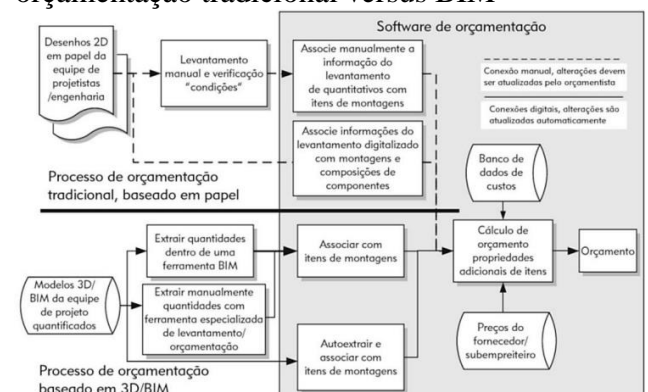 orçamentação tradicional versus BIM
Software de orçamentação
Desenhos 2D
em papel da
equipe de
projetistas
/engenharia
Levantamento
manual e verificação
"condições"
Associe manualmente a
informação do
levantamento
de quantitativos com
itens de montagens
Conexão manual, alterações devem
ser atualizadas pelo orçamentista
Conexões digitais, alterações são
atualizadas automaticamente
Associe informações do
levantamento digitalizado
com montagens e
composições de
componentes
Processo de orçamentação
tradicional, baseado em papel
Banco de
dados de
custos
Extrair quantidades
dentro de uma
ferramenta BIM
Associar com
itens de montagens
Cálculo de
orçamento
propriedades
adicionais de itens
Orçamento
Modelos 3D/
BIM da equipe
de projeto
quantificados
Extrair manualmente
quantidades com
ferramenta especializada
de levantamento/
orçamentação
Autoextrair e
associar com
itens de montagens
Preços do
fornecedor/
subempreiteiro
Processo de orçamentação
baseado em 3D/BIM